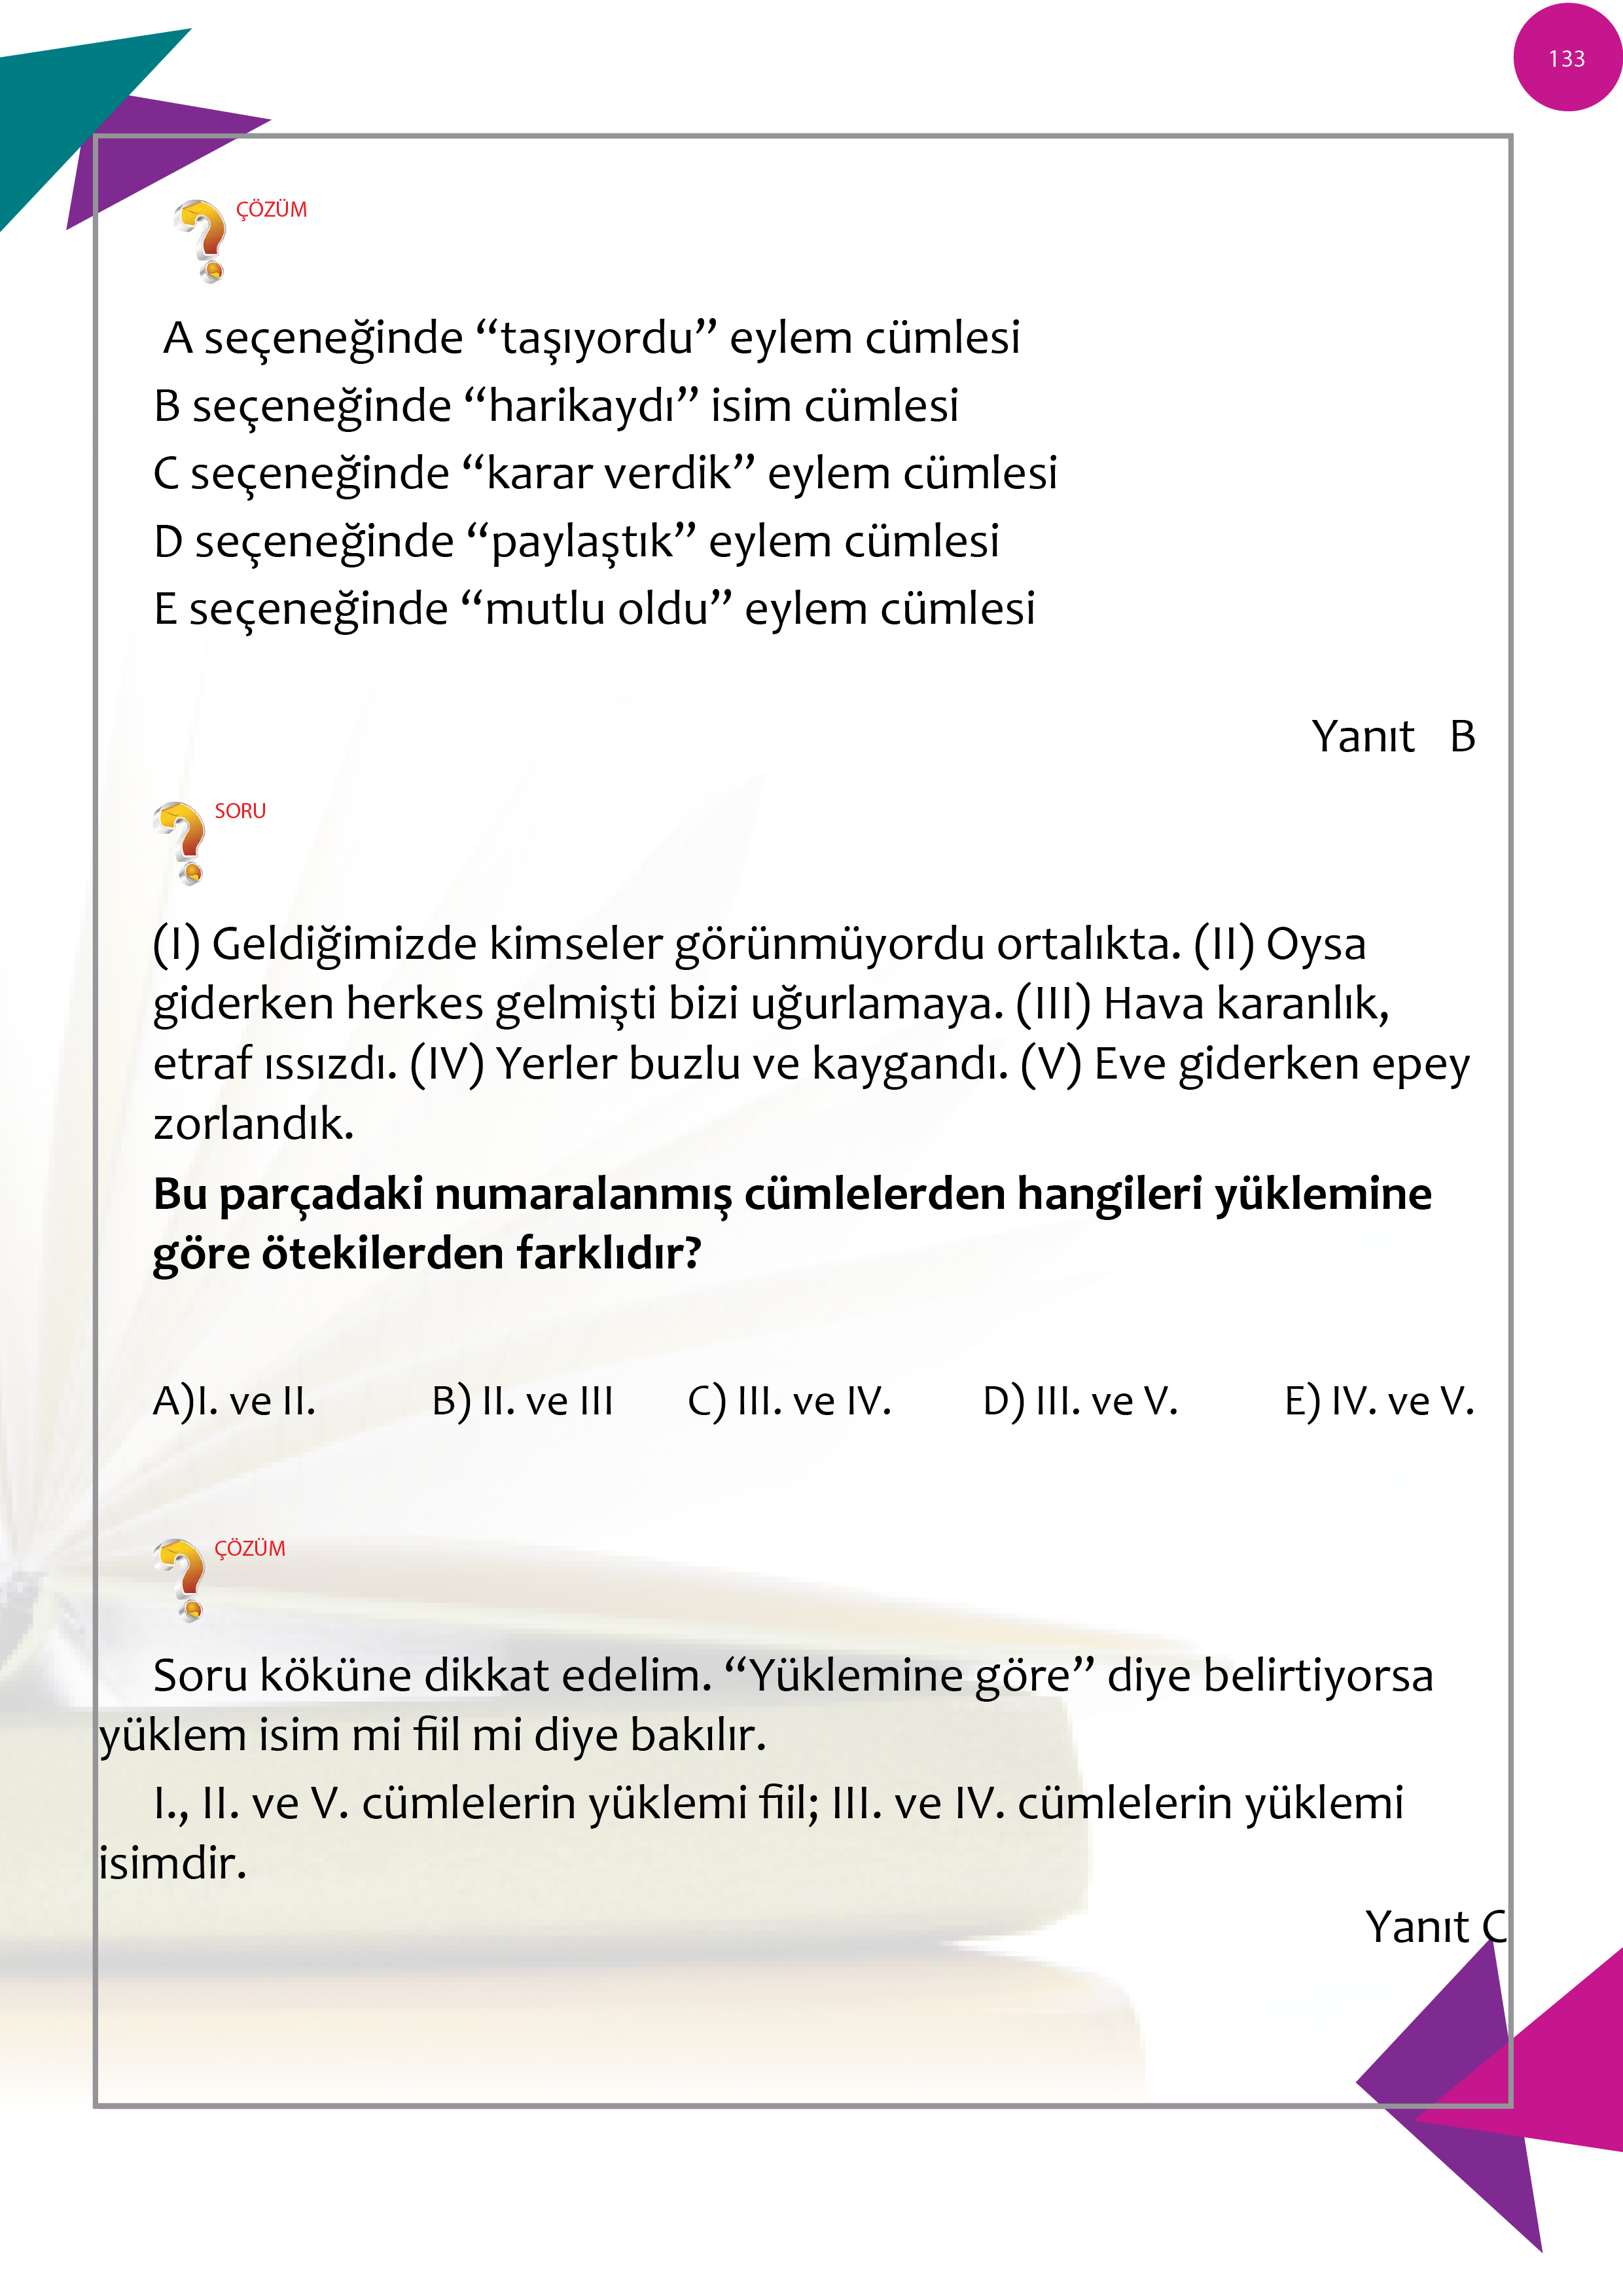 133
ÇÖZÜM
A seçeneğinde “taşıyordu” eylem cümlesi
B seçeneğinde “harikaydı” isim cümlesi
C seçeneğinde “karar verdik” eylem cümlesi
D seçeneğinde “paylaştık” eylem cümlesi
E seçeneğinde “mutlu oldu” eylem cümlesi
Yanıt B
SORU
(I) Geldiğimizde kimseler görünmüyordu ortalıkta. (II) Oysa
giderken herkes gelmişti bizi uğurlamaya. (III) Hava karanlık,
etraf ıssızdı. (IV) Yerler buzlu ve kaygandı. (V) Eve giderken epey
zorlandık.
Bu parçadaki numaralanmış cümlelerden hangileri yüklemine
göre ötekilerden farklıdır?
A)I. ve II. B) II. ve III C) III. ve IV. D) III. ve V. E) IV. ve V.
ÇÖZÜM
Soru köküne dikkat edelim. “Yüklemine göre” diye belirtiyorsa
yüklem isim mi fiil mi diye bakılır.
I., II. ve V. cümlelerin yüklemi fiil; III. ve IV. cümlelerin yüklemi
isimdir.
Yanıt C